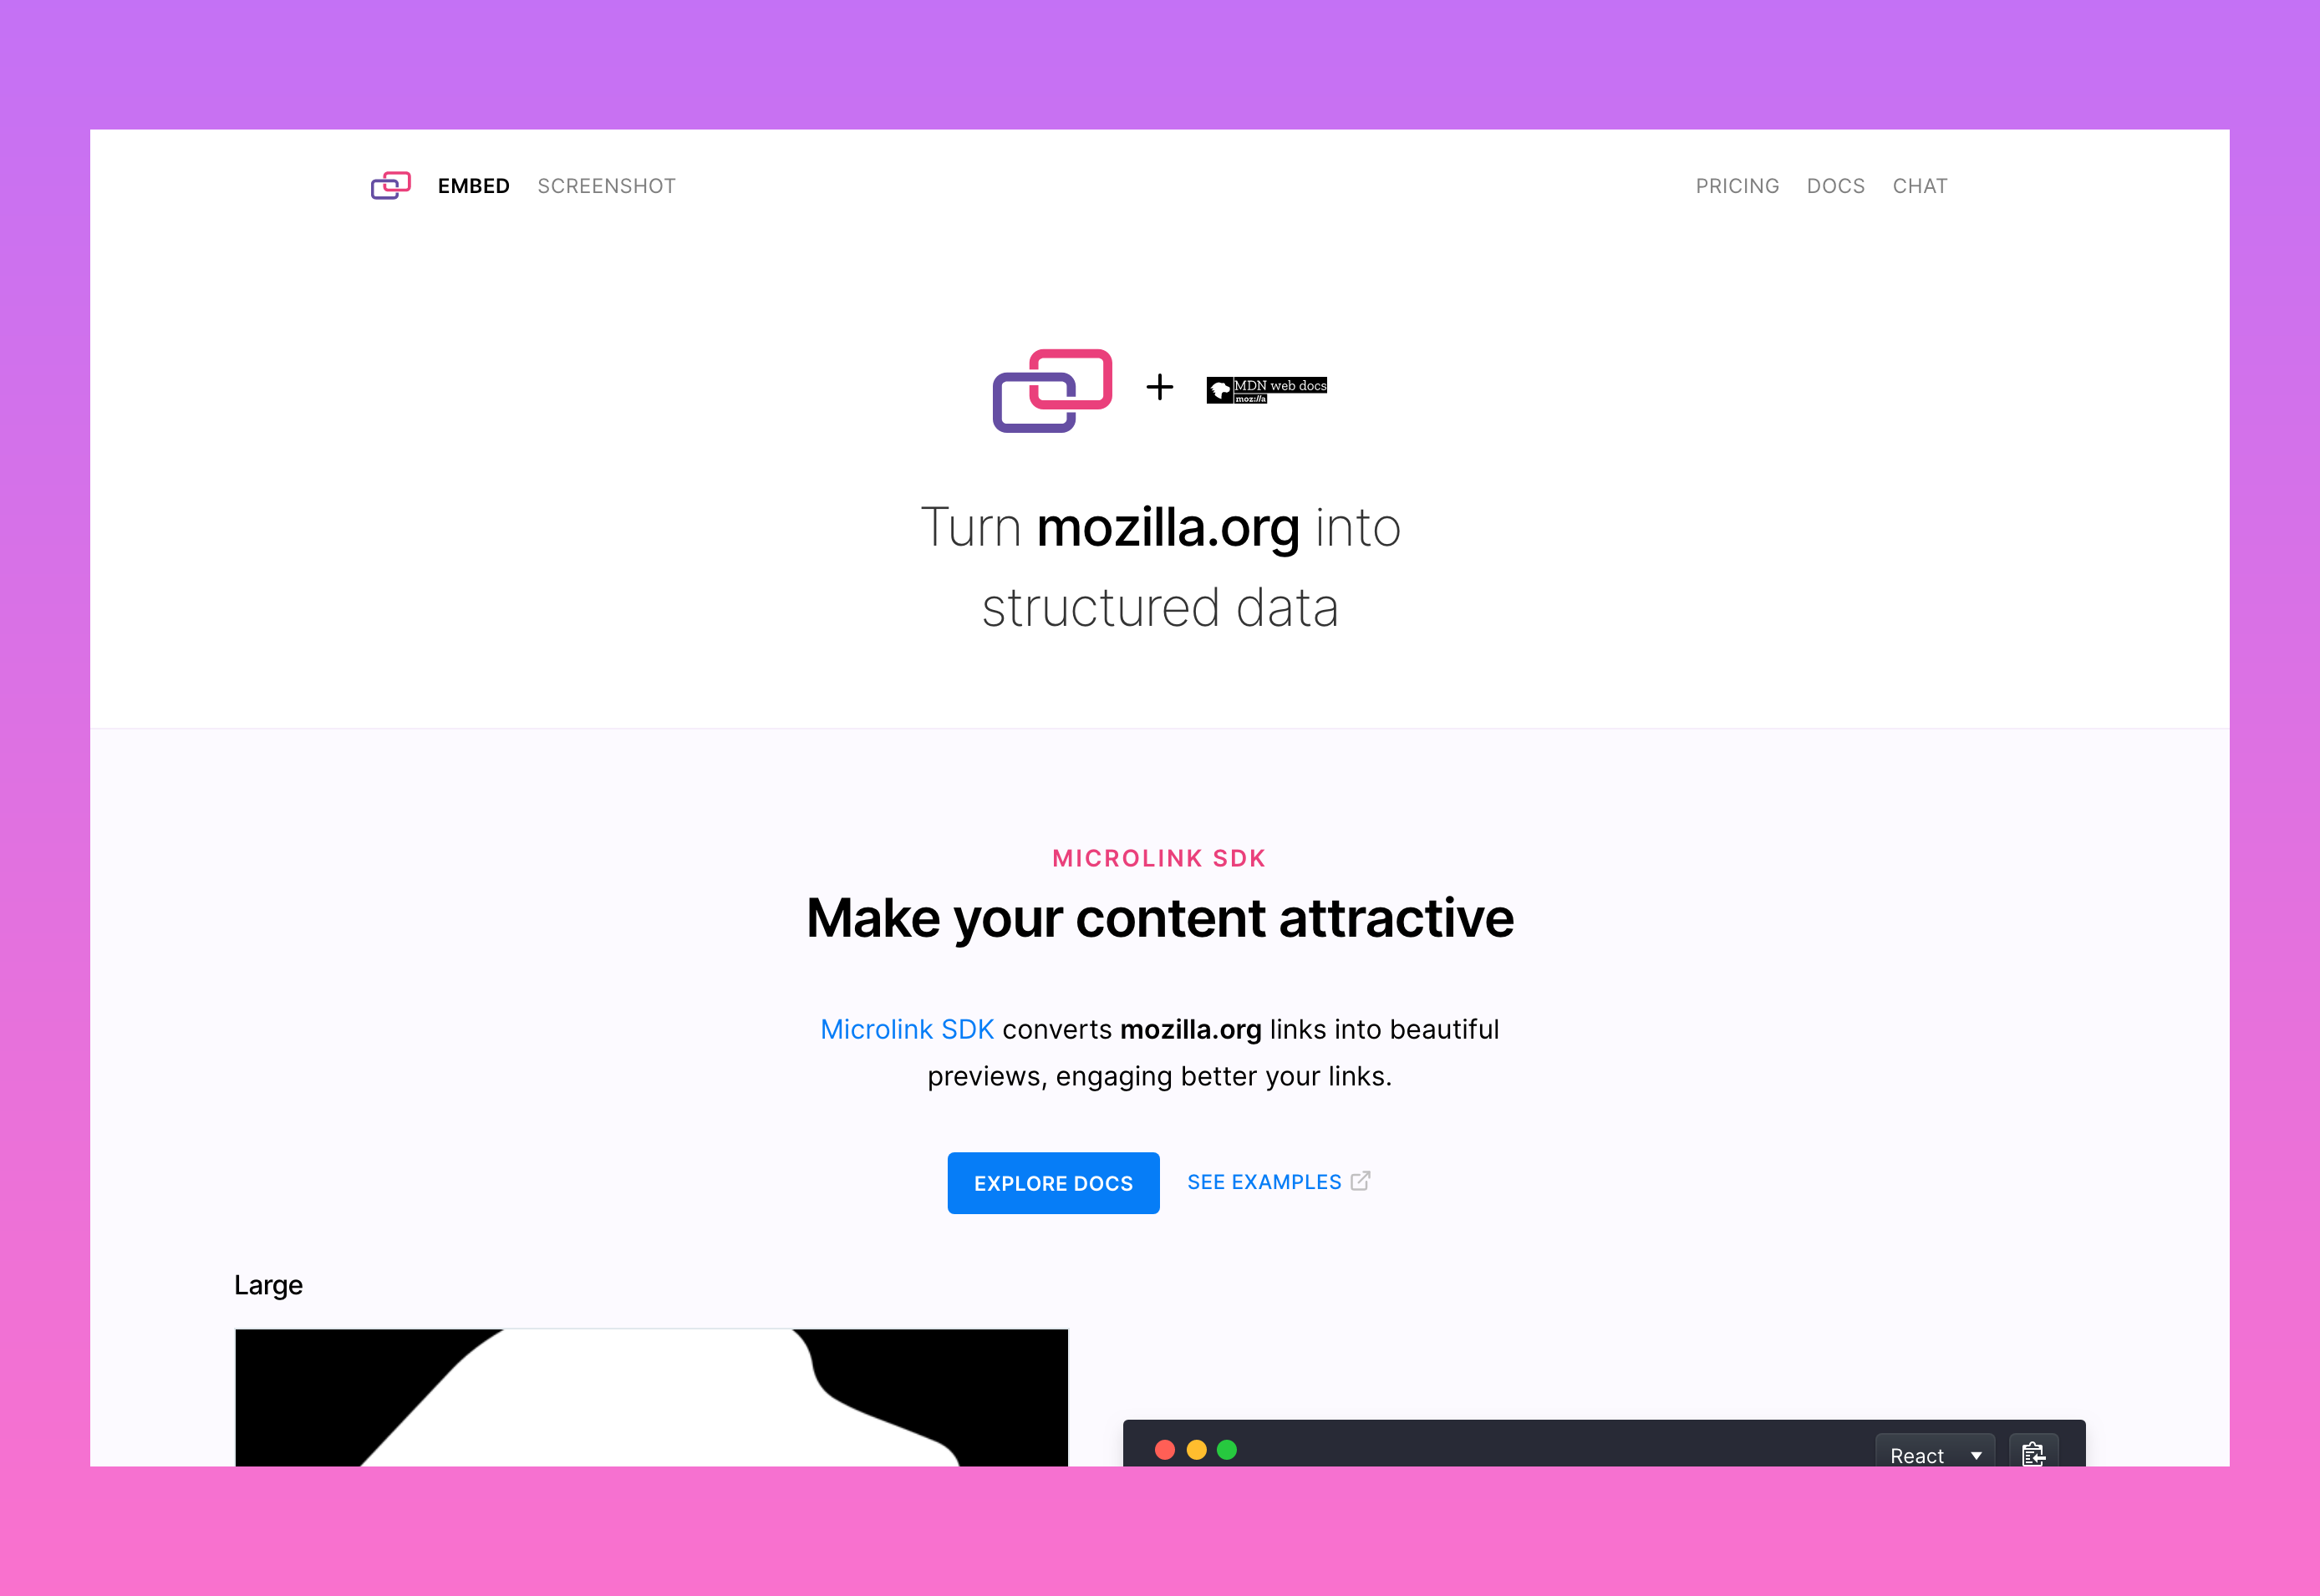 EMBED SCREENSHOT PRICING DOCS CHAT
MDN web docs
moz://a
Turn mozilla.org into
structured data
MICROLINK SDK
Make your content attractive
Microlink SDK converts mozilla.org links into beautiful
previews, engaging better your links.
EXPLORE DOCS SEE EXAMPLES
Large
React